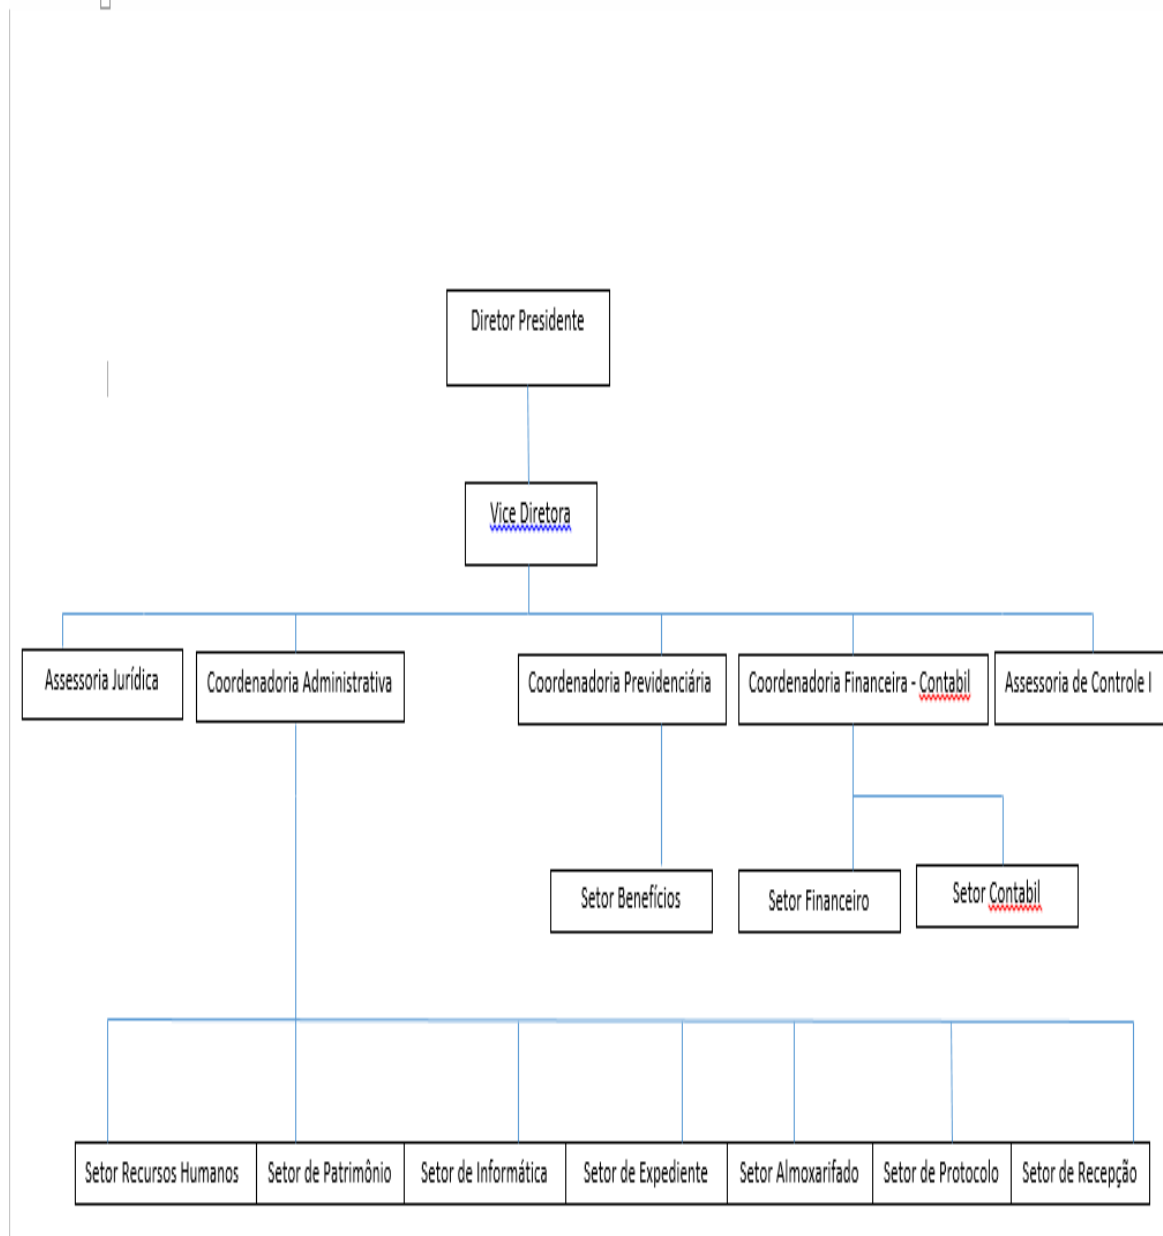 Diretor Presidente
Vice Diretora
Assessoria Jurídica
Coordenadoria Administrativa
Coordenadoria Previdenciária
Coordenadoria Financeira - Contabil
Assessoria de Controle I
Setor Benefícios
Setor Financeiro
Setor Contabil
Setor Recursos Humanos
Setor de Patrimônio
Setor de Informática
Setor de Expediente
Setor Almoxarifado
Setor de Protocolo
Setor de Recepção